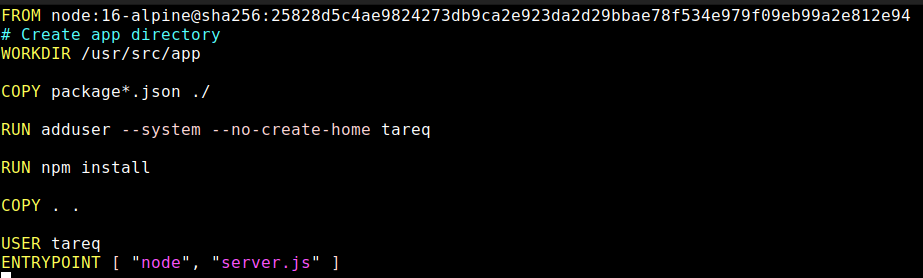 FROM node:16-alpine@sha256:25828d5c4ae9824273db9ca2e923da2d29bbae78f534e979f09eb99a2e812e94
# Create app directory
WORKDIR /usr/src/app
COPY package*.json ./
RUN adduser --system --no-create-home tareq
RUN npm install
COPY . .
USER tareq
ENTRYPOINT [ "node", "server.js" ]